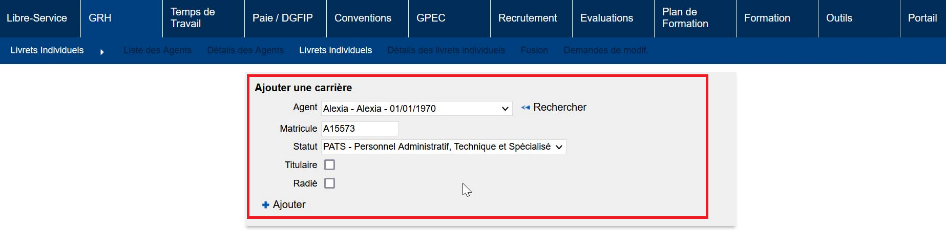 Libre-Service GRH Temps de Travail Paie / DGFIP Conventions GPEC Recrutement Evaluations Plan de Formation Formation Outils Portail
Livrets Individuels Liste des Agents Détails des Agents Livrets individuels Détails des livrets individuels Fusion Demandes de modif.
Ajouter une carrière
Agent Alexia - Alexia - 01/01/1970 Rechercher
Matricule A15573
Statut PATS - Personnel Administratif, Technique et Spécialisé
Titulaire
Radié
Ajouter